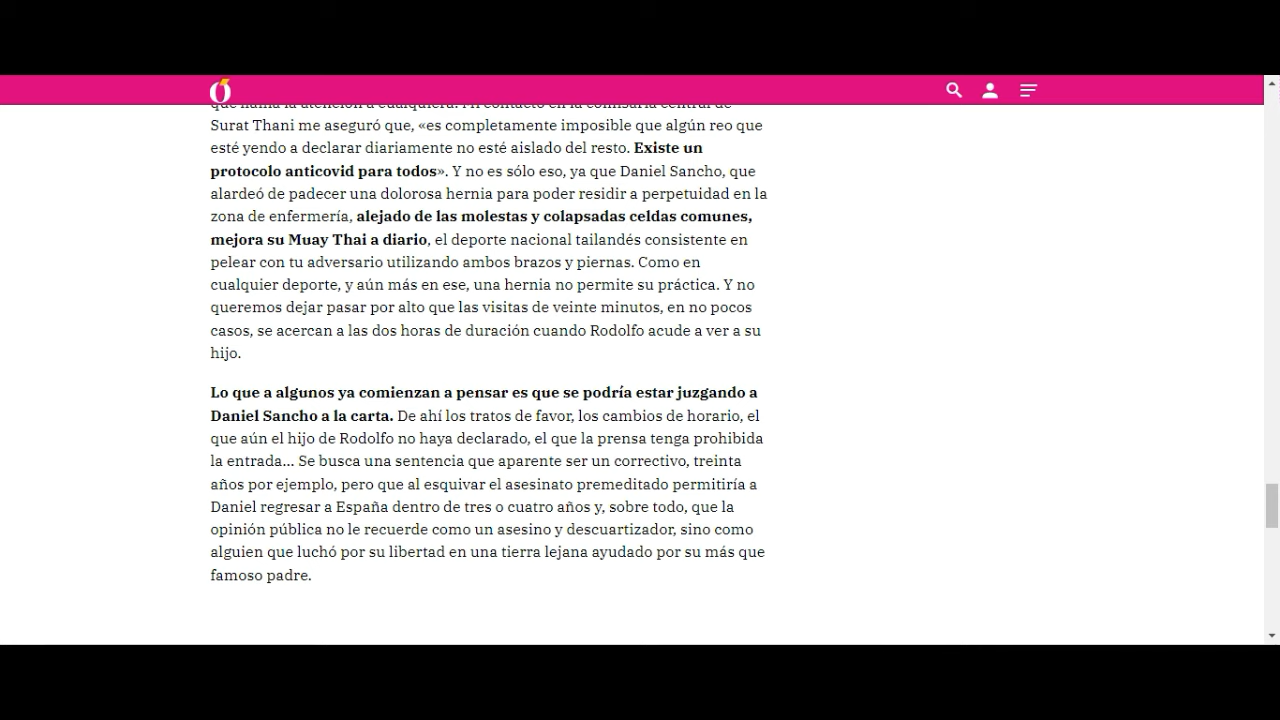 Surat Thani me aseguró que, «es completamente imposible que algún reo que
esté yendo a declarar diariamente no esté aislado del resto. Existe un
protocolo anticovid para todos». Y no es sólo eso, ya que Daniel Sancho, que
alardeó de padecer una dolorosa hernia para poder residir a perpetuidad en la
zona de enfermería, alejado de las molestas y colapsadas celdas comunes,
mejora su Muay Thai a diario, el deporte nacional tailandés consistente en
pelear con tu adversario utilizando ambos brazos y piernas. Como en
cualquier deporte, y aún más en ese, una hernia no permite su práctica. Y no
queremos dejar pasar por alto que las visitas de veinte minutos, en no pocos
casos, se acercan a las dos horas de duración cuando Rodolfo acude a ver a su
hijo.
Lo que a algunos ya comienzan a pensar es que se podría estar juzgando a
Daniel Sancho a la carta. De ahí los tratos de favor, los cambios de horario, el
que aún el hijo de Rodolfo no haya declarado, el que la prensa tenga prohibida
la entrada... Se busca una sentencia que aparente ser un correctivo, treinta
años por ejemplo, pero que al esquivar el asesinato premeditado permitiría a
Daniel regresar a España dentro de tres o cuatro años y, sobre todo, que la
opinión pública no le recuerde como un asesino y descuartizador, sino como
alguien que luchó por su libertad en una tierra lejana ayudado por su más que
famoso padre.